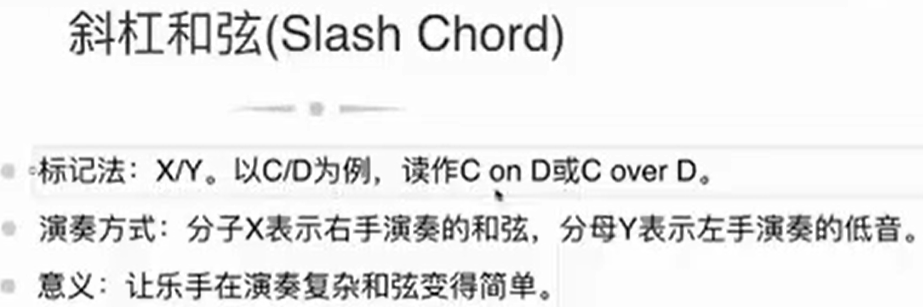 斜杠和弦(Slash Chord)
标记法：X/Y。以C/D为例，读作C on D或C over D。
演奏方式：分子X表示右手演奏的和弦，分母Y表示左手演奏的低音。
意义：让乐手在演奏复杂和弦变得简单。